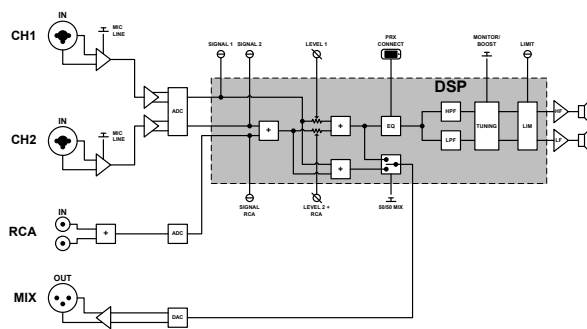 IN
CH1
MIC
LINE
SIGNAL 1
SIGNAL 2
LEVEL 1
PRX
CONNECT
MONITOR/
BOOST
LIMIT
DSP
ADC
IN
CH2
MIC
LINE
+
+
EQ
HPF
LPF
TUNING
LIM
HF
LF
+
SIGNAL
RCA
LEVEL 2 +
RCA
50/50 MIX
IN
RCA
+
ADC
OUT
MIX
DAC